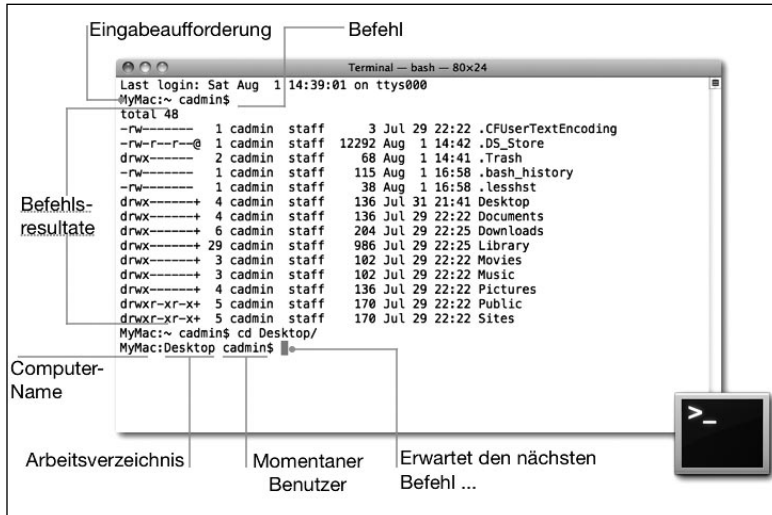 Eingabeaufforderung
Befehl
Terminal — bash — 80×24
Last login: Sat Aug  1 14:39:01 on ttys000
MyMac:~ cadmin$
total 48
-rw-------   1 cadmin  staff      3 Jul 29 22:22 .CFUserTextEncoding
-rw-r--r--@  1 cadmin  staff  12292 Aug  1 14:42 .DS_Store
drwx------   2 cadmin  staff     68 Aug  1 14:41 .Trash
-rw-------   1 cadmin  staff    115 Aug  1 16:58 .bash_history
-rw-------   1 cadmin  staff     38 Aug  1 16:58 .lesshst
drwx------+  4 cadmin  staff    136 Jul 31 21:41 Desktop
drwx------+  4 cadmin  staff    136 Jul 29 22:22 Documents
drwx------+  6 cadmin  staff    204 Jul 29 22:25 Downloads
drwx------+ 29 cadmin  staff    986 Jul 29 22:25 Library
drwx------+  3 cadmin  staff    102 Jul 29 22:22 Movies
drwx------+  3 cadmin  staff    102 Jul 29 22:22 Music
drwx------+  4 cadmin  staff    136 Jul 29 22:22 Pictures
drwxr-xr-x+  5 cadmin  staff    170 Jul 29 22:22 Public
drwxr-xr-x+  5 cadmin  staff    170 Jul 29 22:22 Sites
MyMac:~ cadmin$ cd Desktop/
MyMac:Desktop cadmin$
Befehls-
resultate
Computer-
Name
Arbeitsverzeichnis
Momentaner
Benutzer
Erwartet den nächsten
Befehl ...
>_